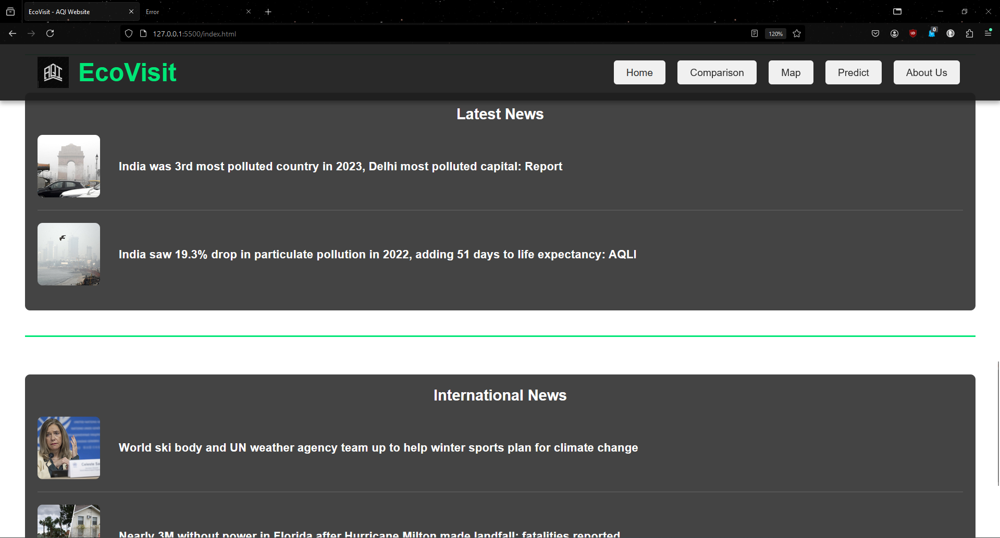 EcoVisit - AQI Website
Error
127.0.0.1:5500/index.html
120%
0
AQI
EcoVisit
Home
Comparison
Map
Predict
About Us
Latest News
India was 3rd most polluted country in 2023, Delhi most polluted capital: Report
India saw 19.3% drop in particulate pollution in 2022, adding 51 days to life expectancy: AQLI
International News
World ski body and UN weather agency team up to help winter sports plan for climate change
Celeste Sa
Nearly 3M without power in Florida after Hurricane Milton made landfall; fatalities reported